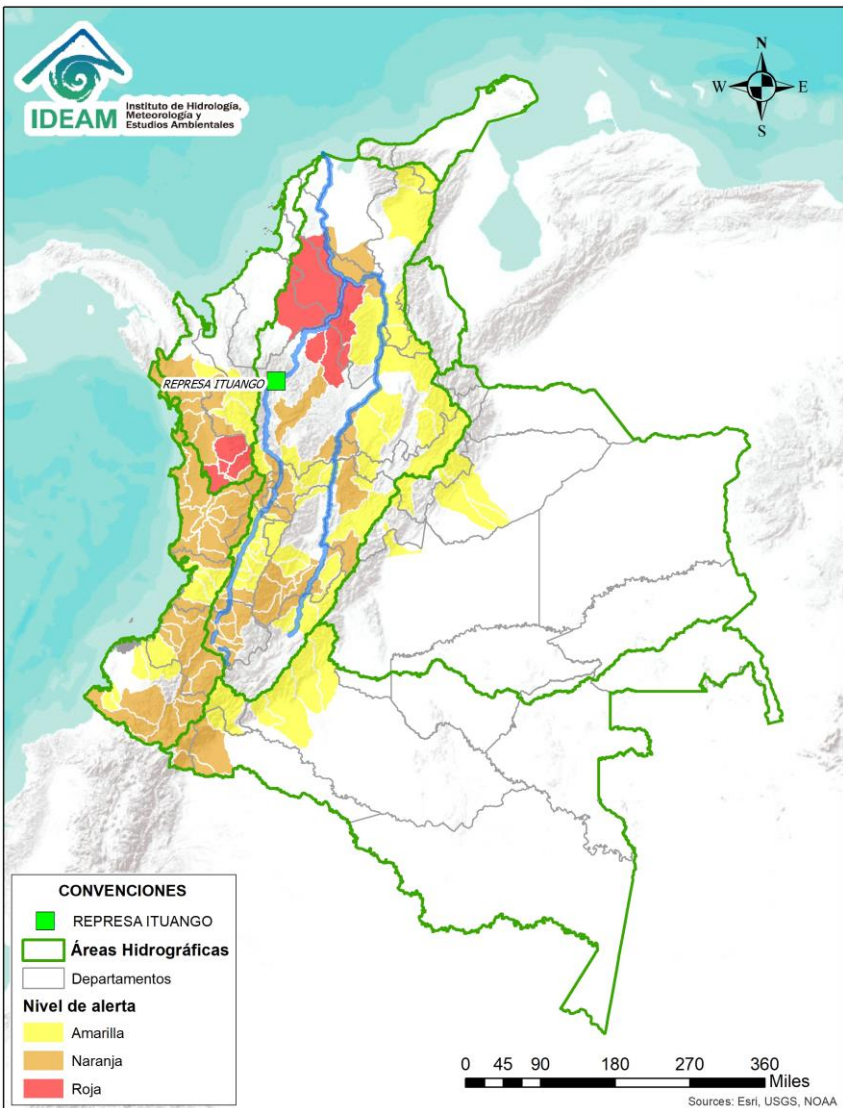 IDEAM
Instituto de Hidrología,
Meteorología y
Estudios Ambientales
N
W
E
S
REPRESA ITUANGO
CONVENCIONES
REPRESA ITUANGO
Áreas Hidrográficas
Departamentos
Nivel de alerta
Amarilla
Naranja
Roja
0 45 90 180 270 360
Miles
Sources: Esri, USGS, NOAA